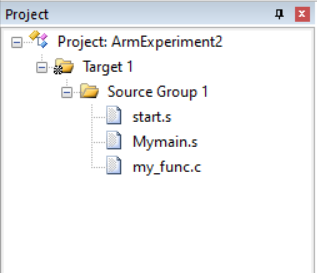 Project
Project: ArmExperiment2
Target 1
Source Group 1
start.s
Mymain.s
my_func.c